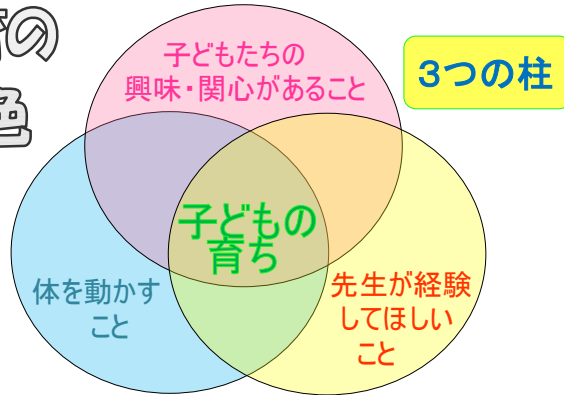 の
色
3つの柱
子どもたちの
興味・関心があること
子どもの
育ち
体を動かす
こと
先生が経験
してほしい
こと